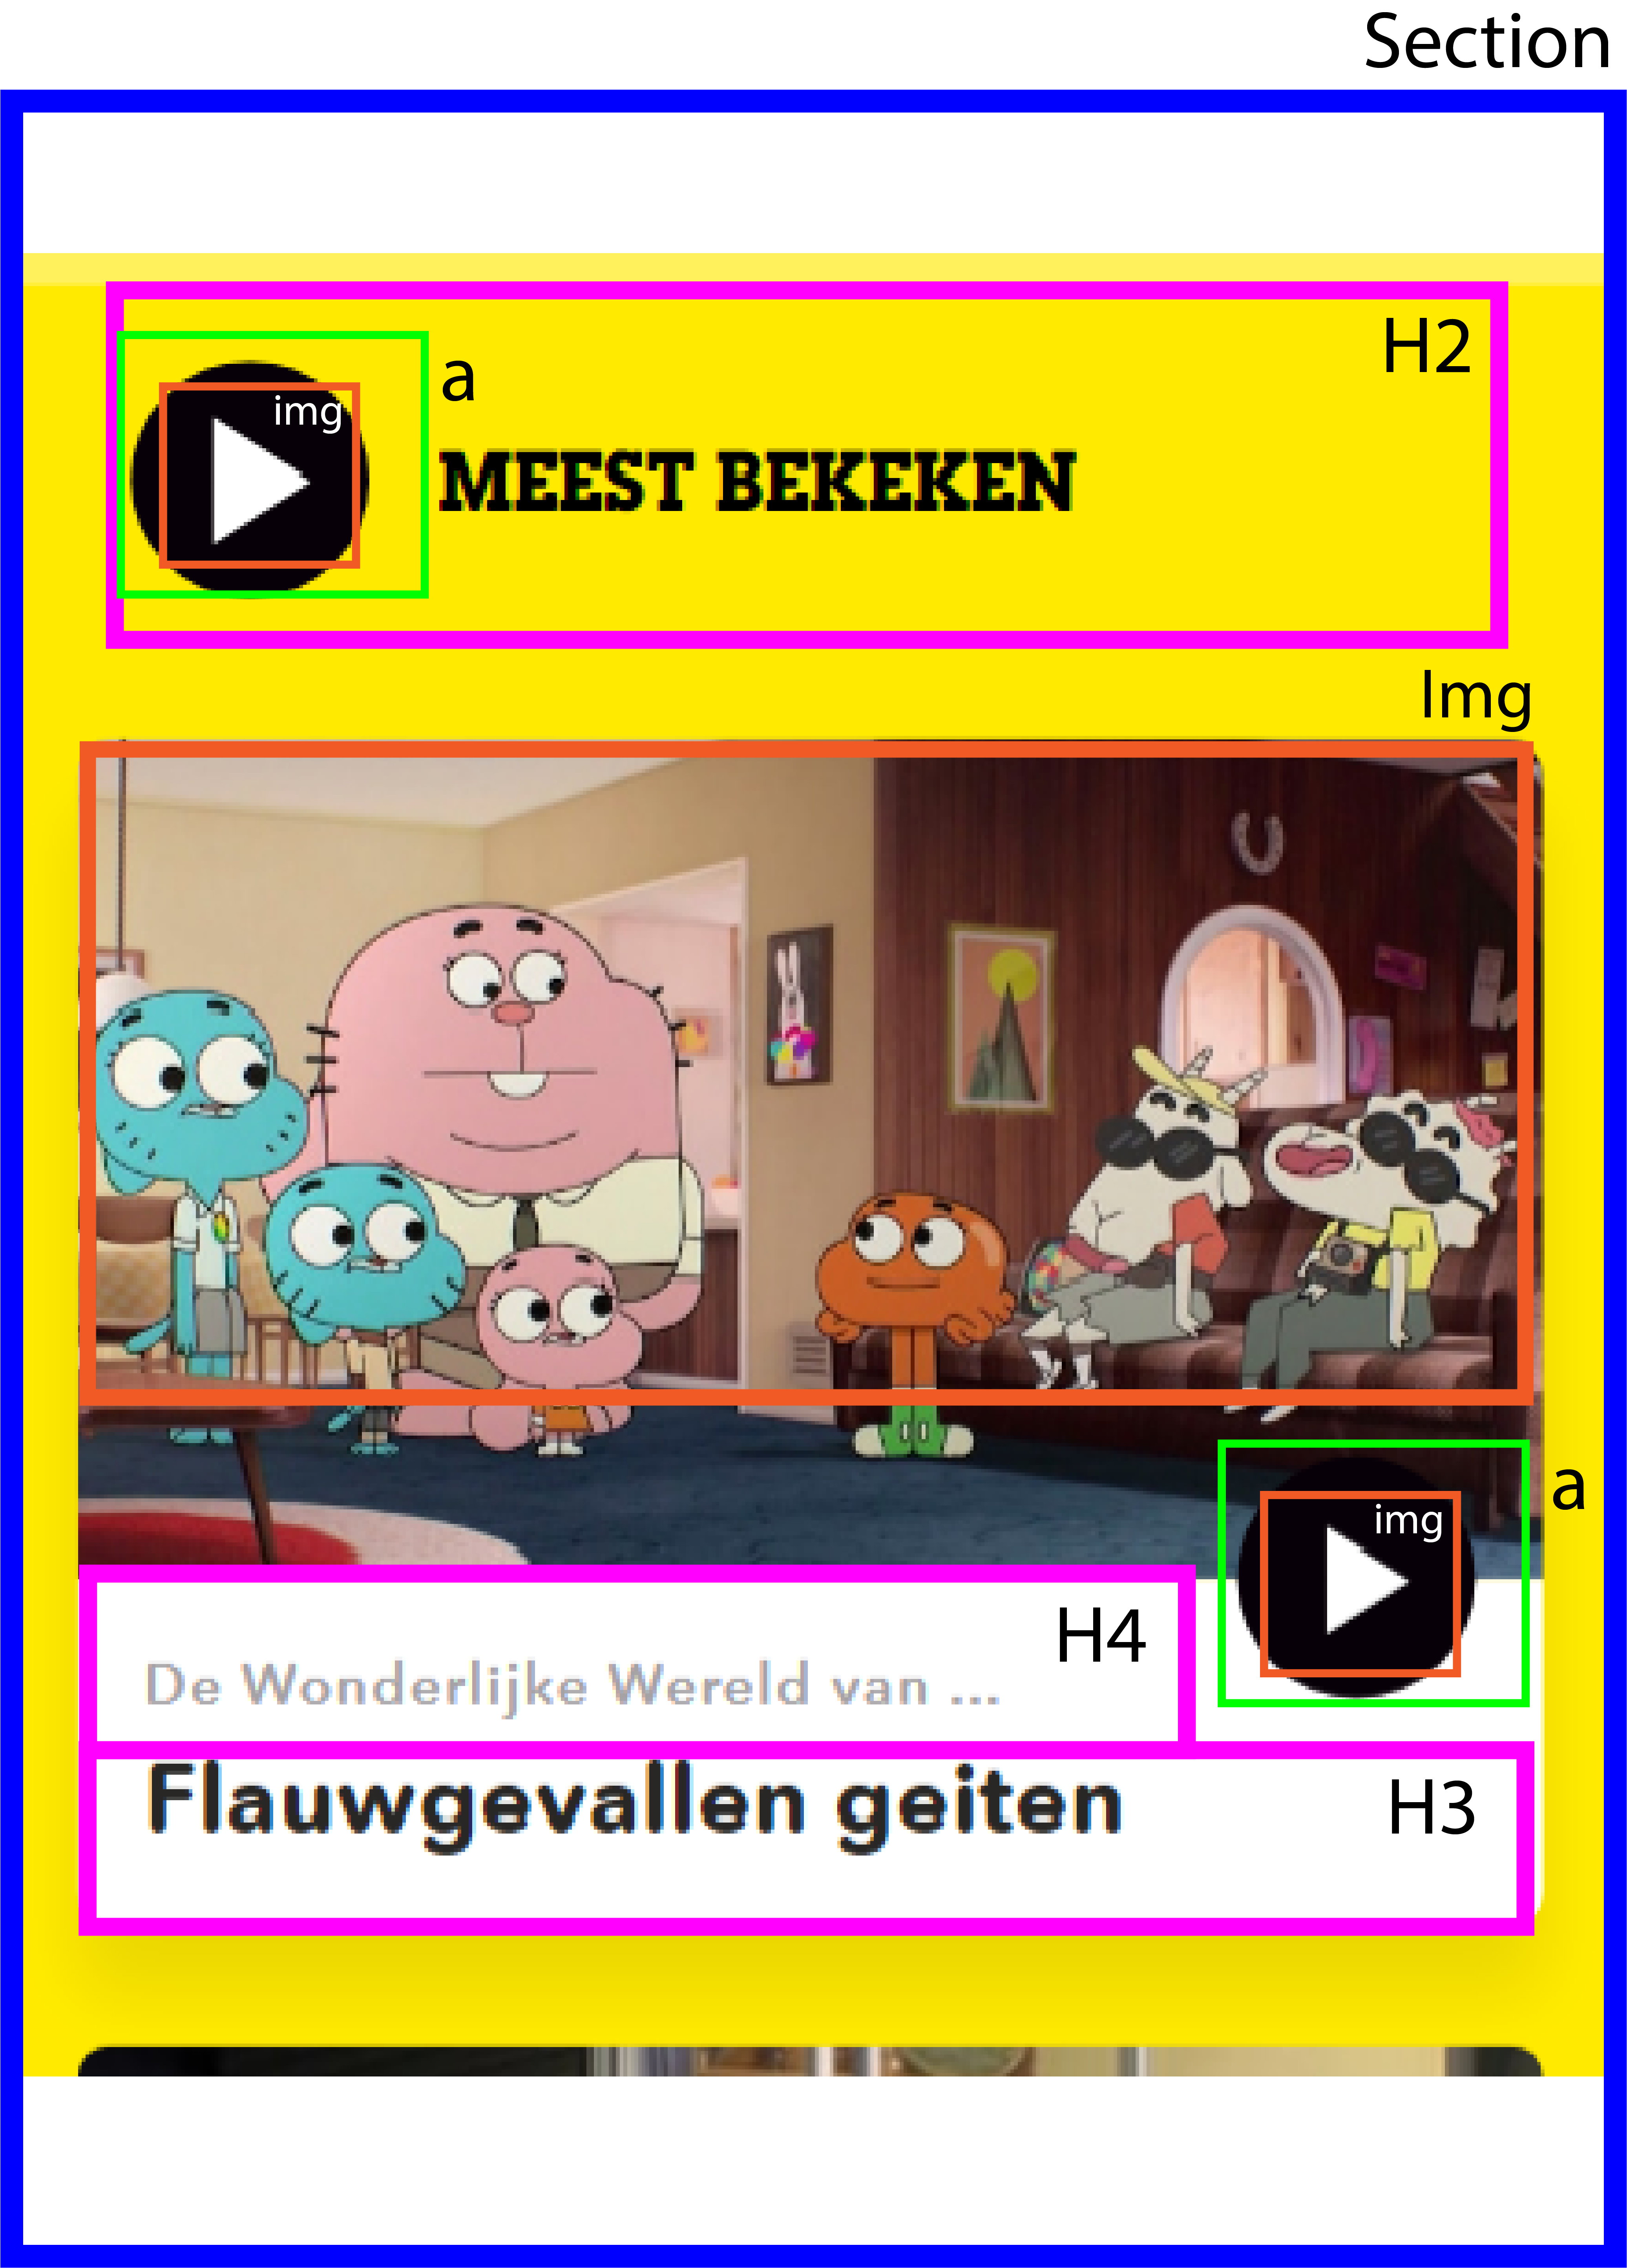 Section
H2
a
img
MEEST BEKEKEN
Img
a
img
H4
De Wonderlijke Wereld van ...
Flauwgevallen geiten
H3